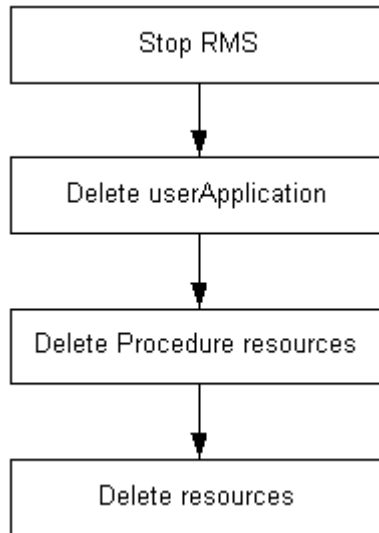 Stop RMS
Delete userApplication
Delete Procedure resources
Delete resources